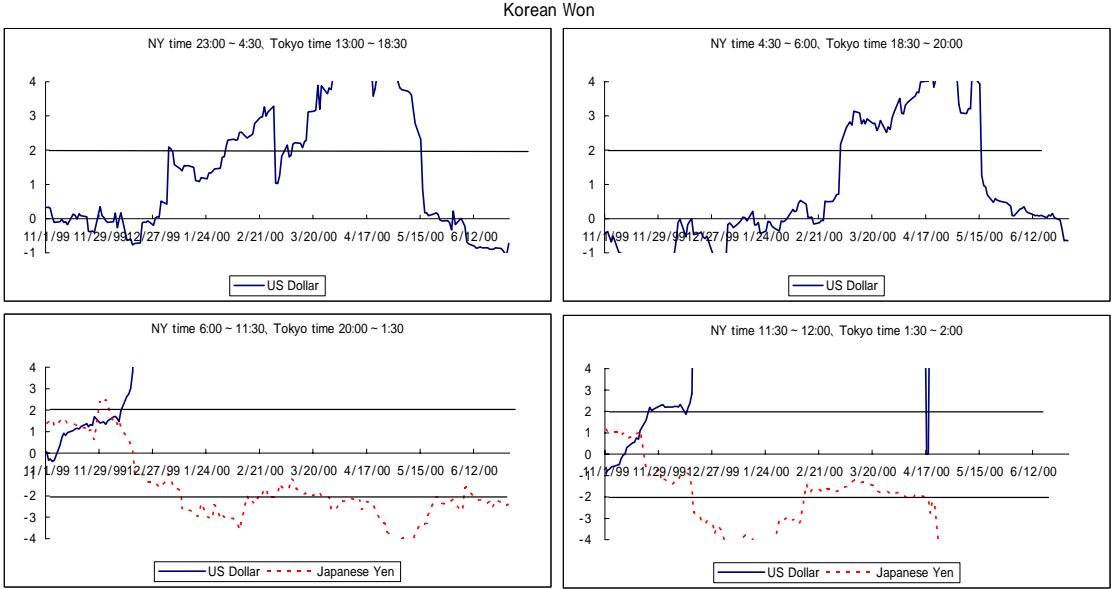 Korean Won
NY time 23:00 ~ 4:30, Tokyo time 13:00 ~ 18:30
4
3
2
1
0
-1
11/1/99 11/29/99 12/27/99 1/24/00 2/21/00 3/20/00 4/17/00 5/15/00 6/12/00
US Dollar
NY time 4:30 ~ 6:00, Tokyo time 18:30 ~ 20:00
4
3
2
1
0
-1
11/1/99 11/29/99 12/27/99 1/24/00 2/21/00 3/20/00 4/17/00 5/15/00 6/12/00
US Dollar
NY time 6:00 ~ 11:30, Tokyo time 20:00 ~ 1:30
4
3
2
1
0
-1
-2
-3
-4
11/1/99 11/29/99 12/27/99 1/24/00 2/21/00 3/20/00 4/17/00 5/15/00 6/12/00
US Dollar Japanese Yen
NY time 11:30 ~ 12:00, Tokyo time 1:30 ~ 2:00
4
3
2
1
0
-1
-2
-3
-4
11/1/99 11/29/99 12/27/99 1/24/00 2/21/00 3/20/00 4/17/00 5/15/00 6/12/00
US Dollar Japanese Yen